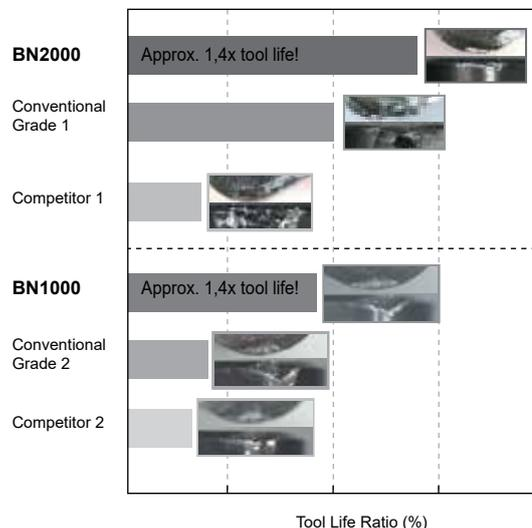 BN2000
Approx. 1,4x tool life!
Conventional
Grade 1
Competitor 1
BN1000
Approx. 1,4x tool life!
Conventional
Grade 2
Competitor 2
Tool Life Ratio (%)